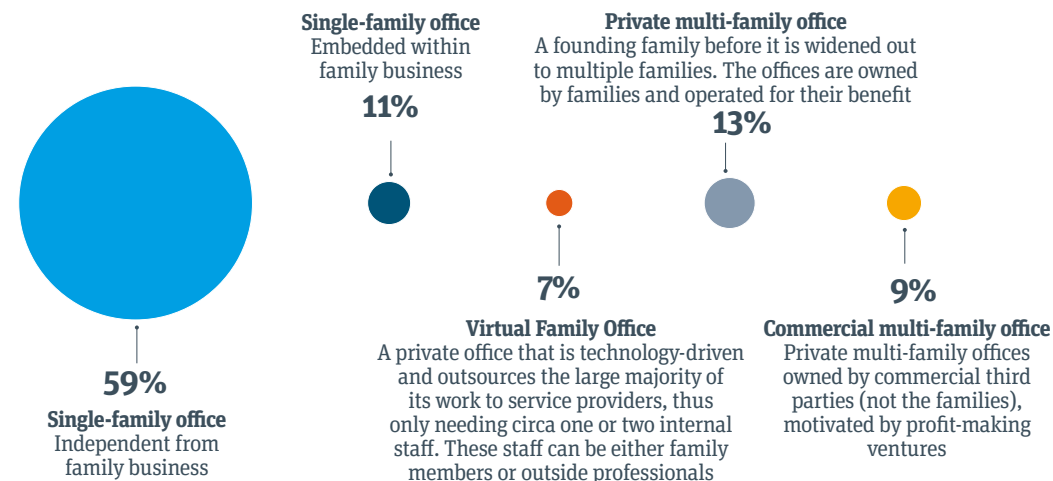 59%
Single-family office
Independent from
family business
Single-family office
Embedded within
family business
11%
7%
Virtual Family Office
A private office that is technology-driven
and outsources the large majority of
its work to service providers, thus
only needing circa one or two internal
staff. These staff can be either family
members or outside professionals
Private multi-family office
A founding family before it is widened out
to multiple families. The offices are owned
by families and operated for their benefit
13%
9%
Commercial multi-family office
Private multi-family offices
owned by commercial third
parties (not the families),
motivated by profit-making
ventures